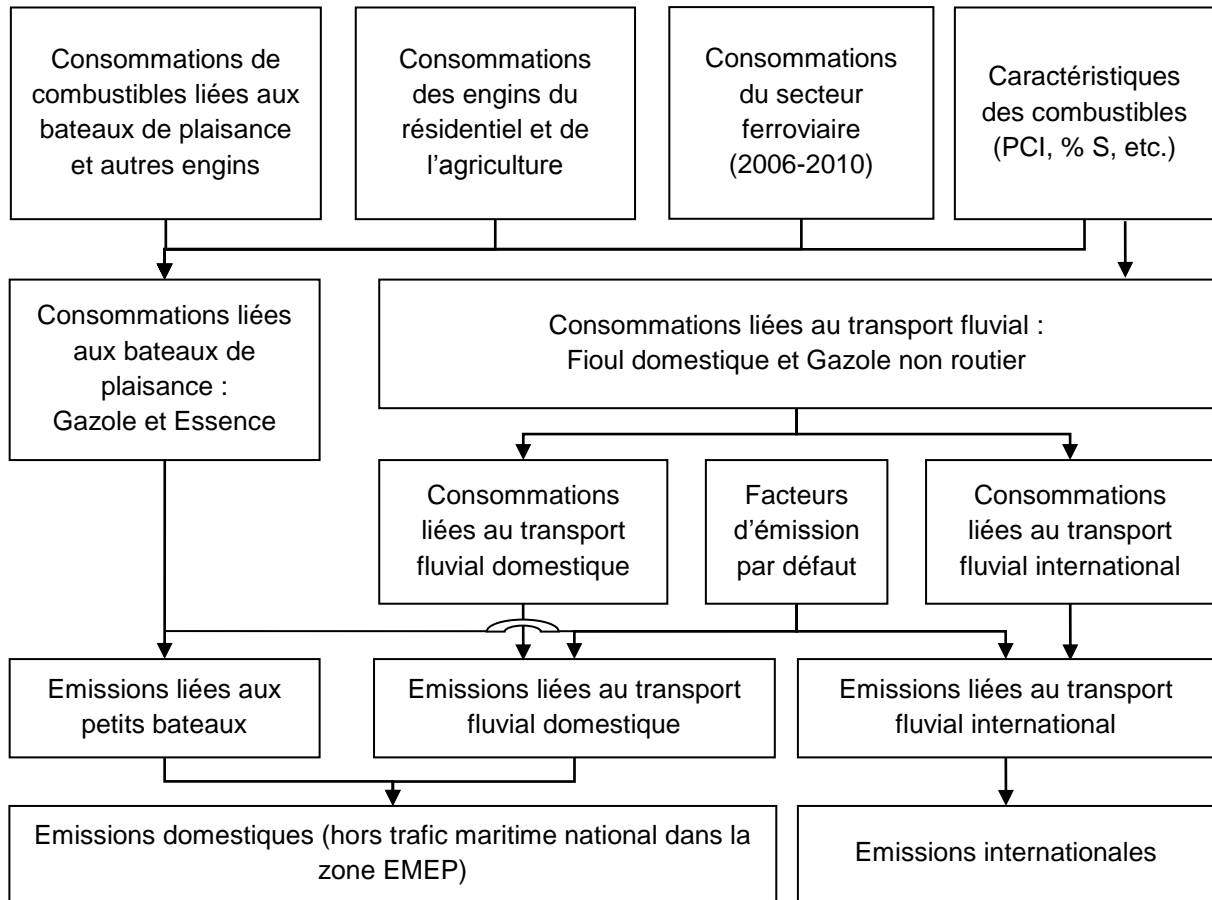 Consommations de
combustibles liées aux
bateaux de plaisance
et autres engins
Consommations
des engins du
résidentiel et de
l’agriculture
Consommations
du secteur
ferroviaire
(2006-2010)
Caractéristiques
des combustibles
(PCI, % S, etc.)
Consommations liées
aux bateaux de
plaisance :
Gazole et Essence
Consommations liées au transport fluvial :
Fioul domestique et Gazole non routier
Consommations
liées au transport
fluvial domestique
Facteurs
d’émission
par défaut
Consommations
liées au transport
fluvial international
Emissions liées aux
petits bateaux
Emissions liées au transport
fluvial domestique
Emissions liées au transport
fluvial international
Emissions domestiques (hors trafic maritime national dans la
zone EMEP)
Emissions internationales